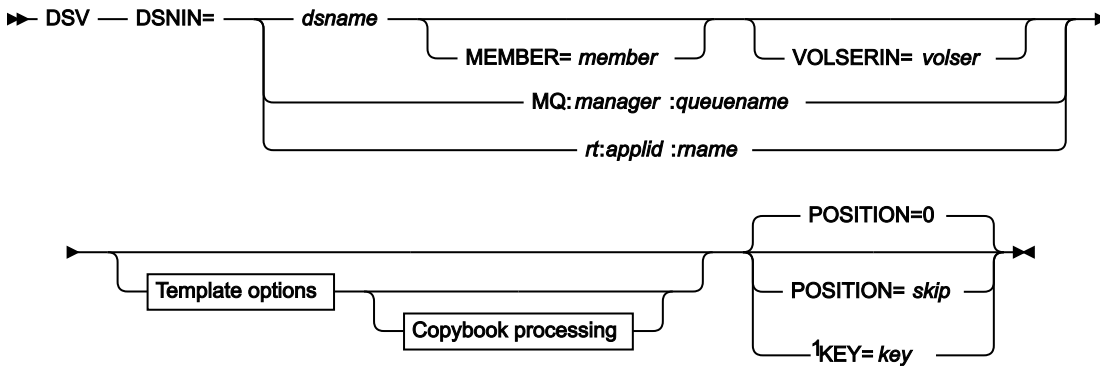 DSV DSNIN= dsname
MEMBER= member VOLSERIN= volser
MQ:manager :queuename
rt:applid :rname
POSITION=0
Template options POSITION= skip
Copybook processing
1KEY= key